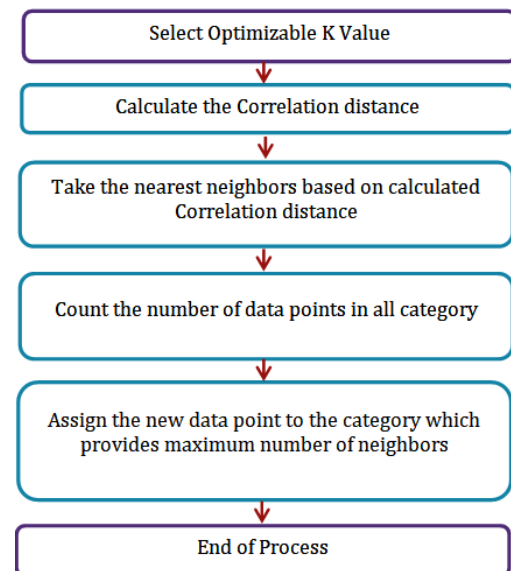 Select Optimizable K Value
Calculate the Correlation distance
Take the nearest neighbors based on calculated
Correlation distance
Count the number of data points in all category
Assign the new data point to the category which
provides maximum number of neighbors
End of Process